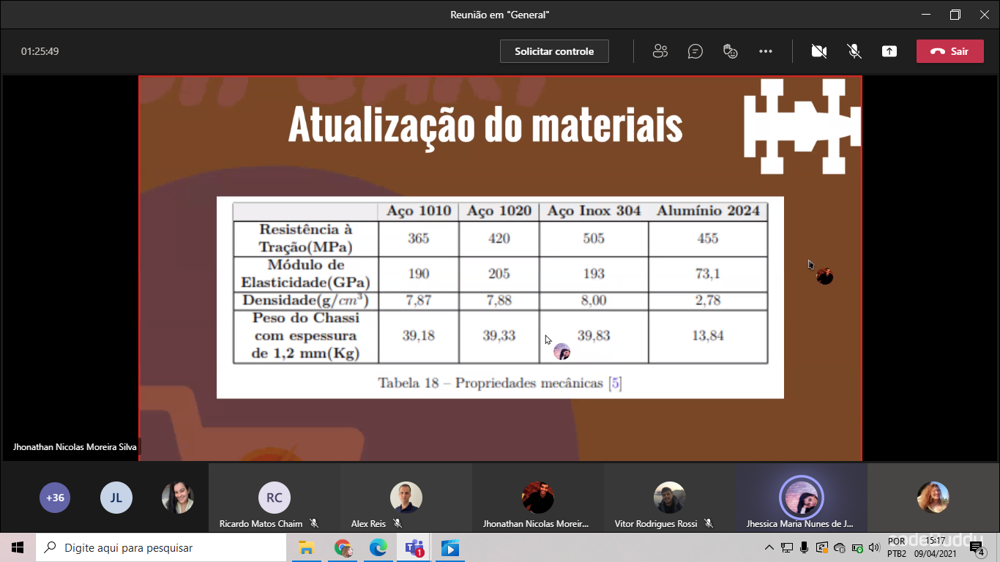 Reunião em "General"
01:25:49
Solicitar controle
Sair
Atualização do materiais
Aço 1010 Aço 1020 Aço Inox 304 Alumínio 2024
Resistência à
Tração(MPa)
365 420 505 455
Módulo de
Elasticidade(GPa)
190 205 193 73,1
Densidade(g/cm³) 7,87 7,88 8,00 2,78
Peso do Chassi
com espessura
de 1,2 mm(Kg)
39,18 39,33 39,83 13,84
Tabela 18 – Propriedades mecânicas [5]
Jhonathan Nicolas Moreira Silva
+36
JL
RC
Ricardo Matos Chaim
Alex Reis
Jhonathan Nicolas Moreir...
Vitor Rodrigues Rossi
Jhessica Maria Nunes de J...
Digite aqui para pesquisar
1
POR
PTB2
15:17
09/04/2021
4